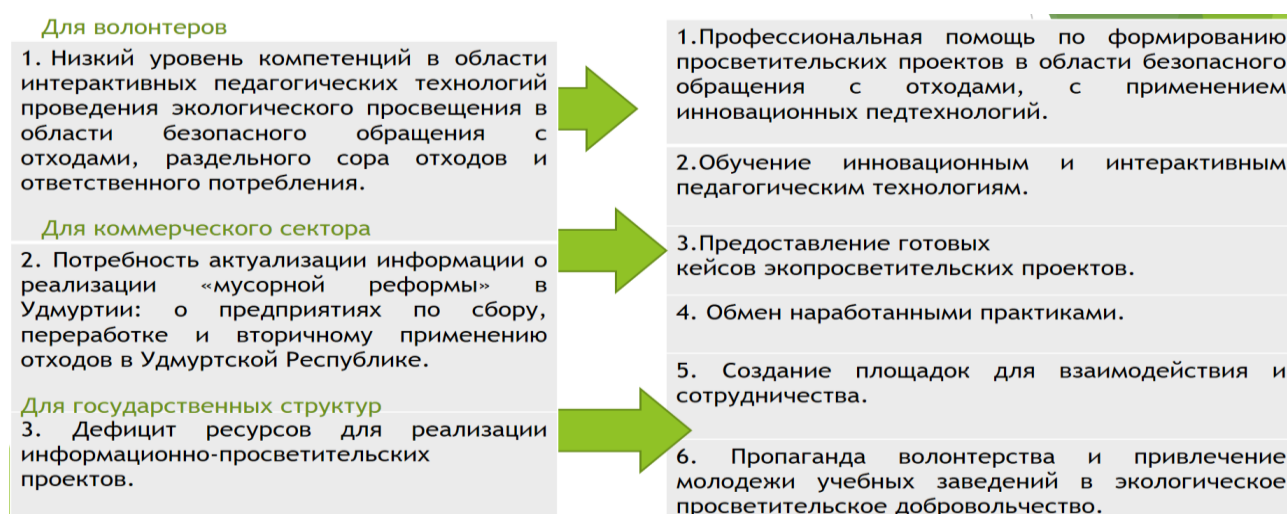 Для волонтеров
1. Низкий уровень компетенций в области
интерактивных педагогических технологий
проведения экологического просвещения в
области безопасного обращения с
отходами, раздельного сора отходов и
ответственного потребления.
Для коммерческого сектора
2. Потребность актуализации информации о
реализации «мусорной реформы» в
Удмуртии: о предприятиях по сбору,
переработке и вторичному применению
отходов в Удмуртской Республике.
Для государственных структур
3. Дефицит ресурсов для реализации
информационно-просветительских
проектов.
1.Профессиональная помощь по формированию
просветительских проектов в области безопасного
обращения с отходами, с применением
инновационных педтехнологий.
2.Обучение инновационным и интерактивным
педагогическим технологиям.
3.Предоставление готовых
кейсов экопросветительских проектов.
4. Обмен наработанными практиками.
5. Создание площадок для взаимодействия и
сотрудничества.
6. Пропаганда волонтерства и привлечение
молодежи учебных заведений в экологическое
просветительское добровольчество.